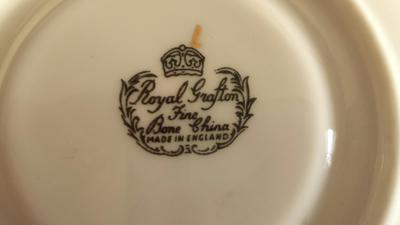 Royal Grafton
Fine
Bone China
MADE IN ENGLAND